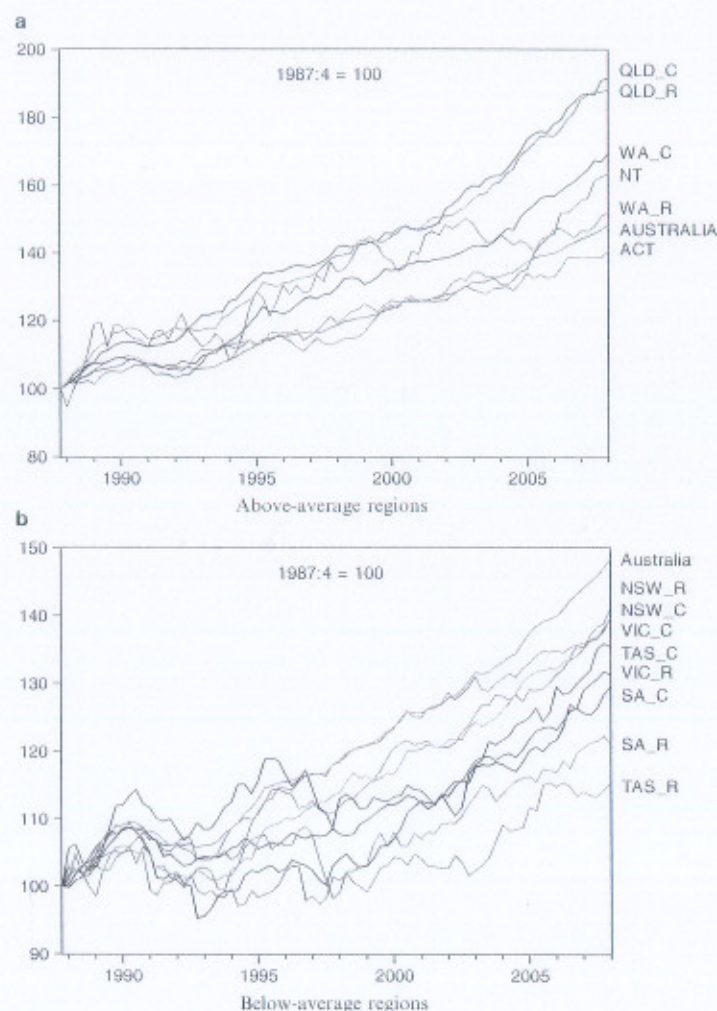 a
200
1987:4 = 100
QLD_C
QLD_R
180
160
WA_C
NT
WA_R
140
AUSTRALIA
ACT
120
100
80
1990
1995
2000
2005
Above-average regions
b
150
1987:4 = 100
Australia
NSW_R
140
NSW_C
VIC_C
TAS_C
130
VIC_R
SA_C
120
SA_R
TAS_R
110
100
90
1990
1995
2000
2005
Below-average regions